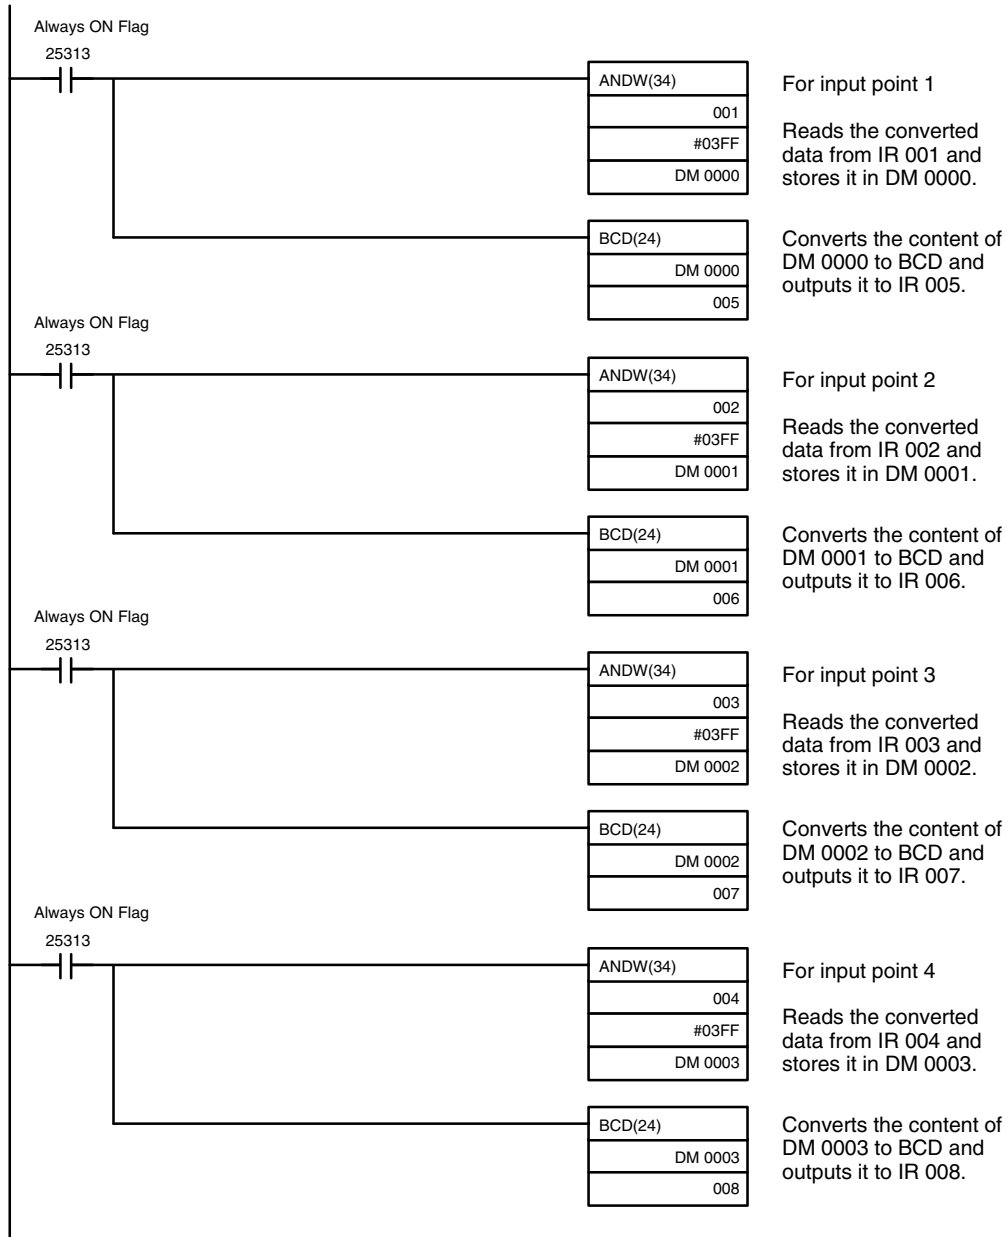 Always ON Flag
25313
ANDW(34)
001
#03FF
DM 0000
For input point 1
Reads the converted
data from IR 001 and
stores it in DM 0000.
BCD(24)
DM 0000
005
Converts the content of
DM 0000 to BCD and
outputs it to IR 005.
Always ON Flag
25313
ANDW(34)
002
#03FF
DM 0001
For input point 2
Reads the converted
data from IR 002 and
stores it in DM 0001.
BCD(24)
DM 0001
006
Converts the content of
DM 0001 to BCD and
outputs it to IR 006.
Always ON Flag
25313
ANDW(34)
003
#03FF
DM 0002
For input point 3
Reads the converted
data from IR 003 and
stores it in DM 0002.
BCD(24)
DM 0002
007
Converts the content of
DM 0002 to BCD and
outputs it to IR 007.
Always ON Flag
25313
ANDW(34)
004
#03FF
DM 0003
For input point 4
Reads the converted
data from IR 004 and
stores it in DM 0003.
BCD(24)
DM 0003
008
Converts the content of
DM 0003 to BCD and
outputs it to IR 008.